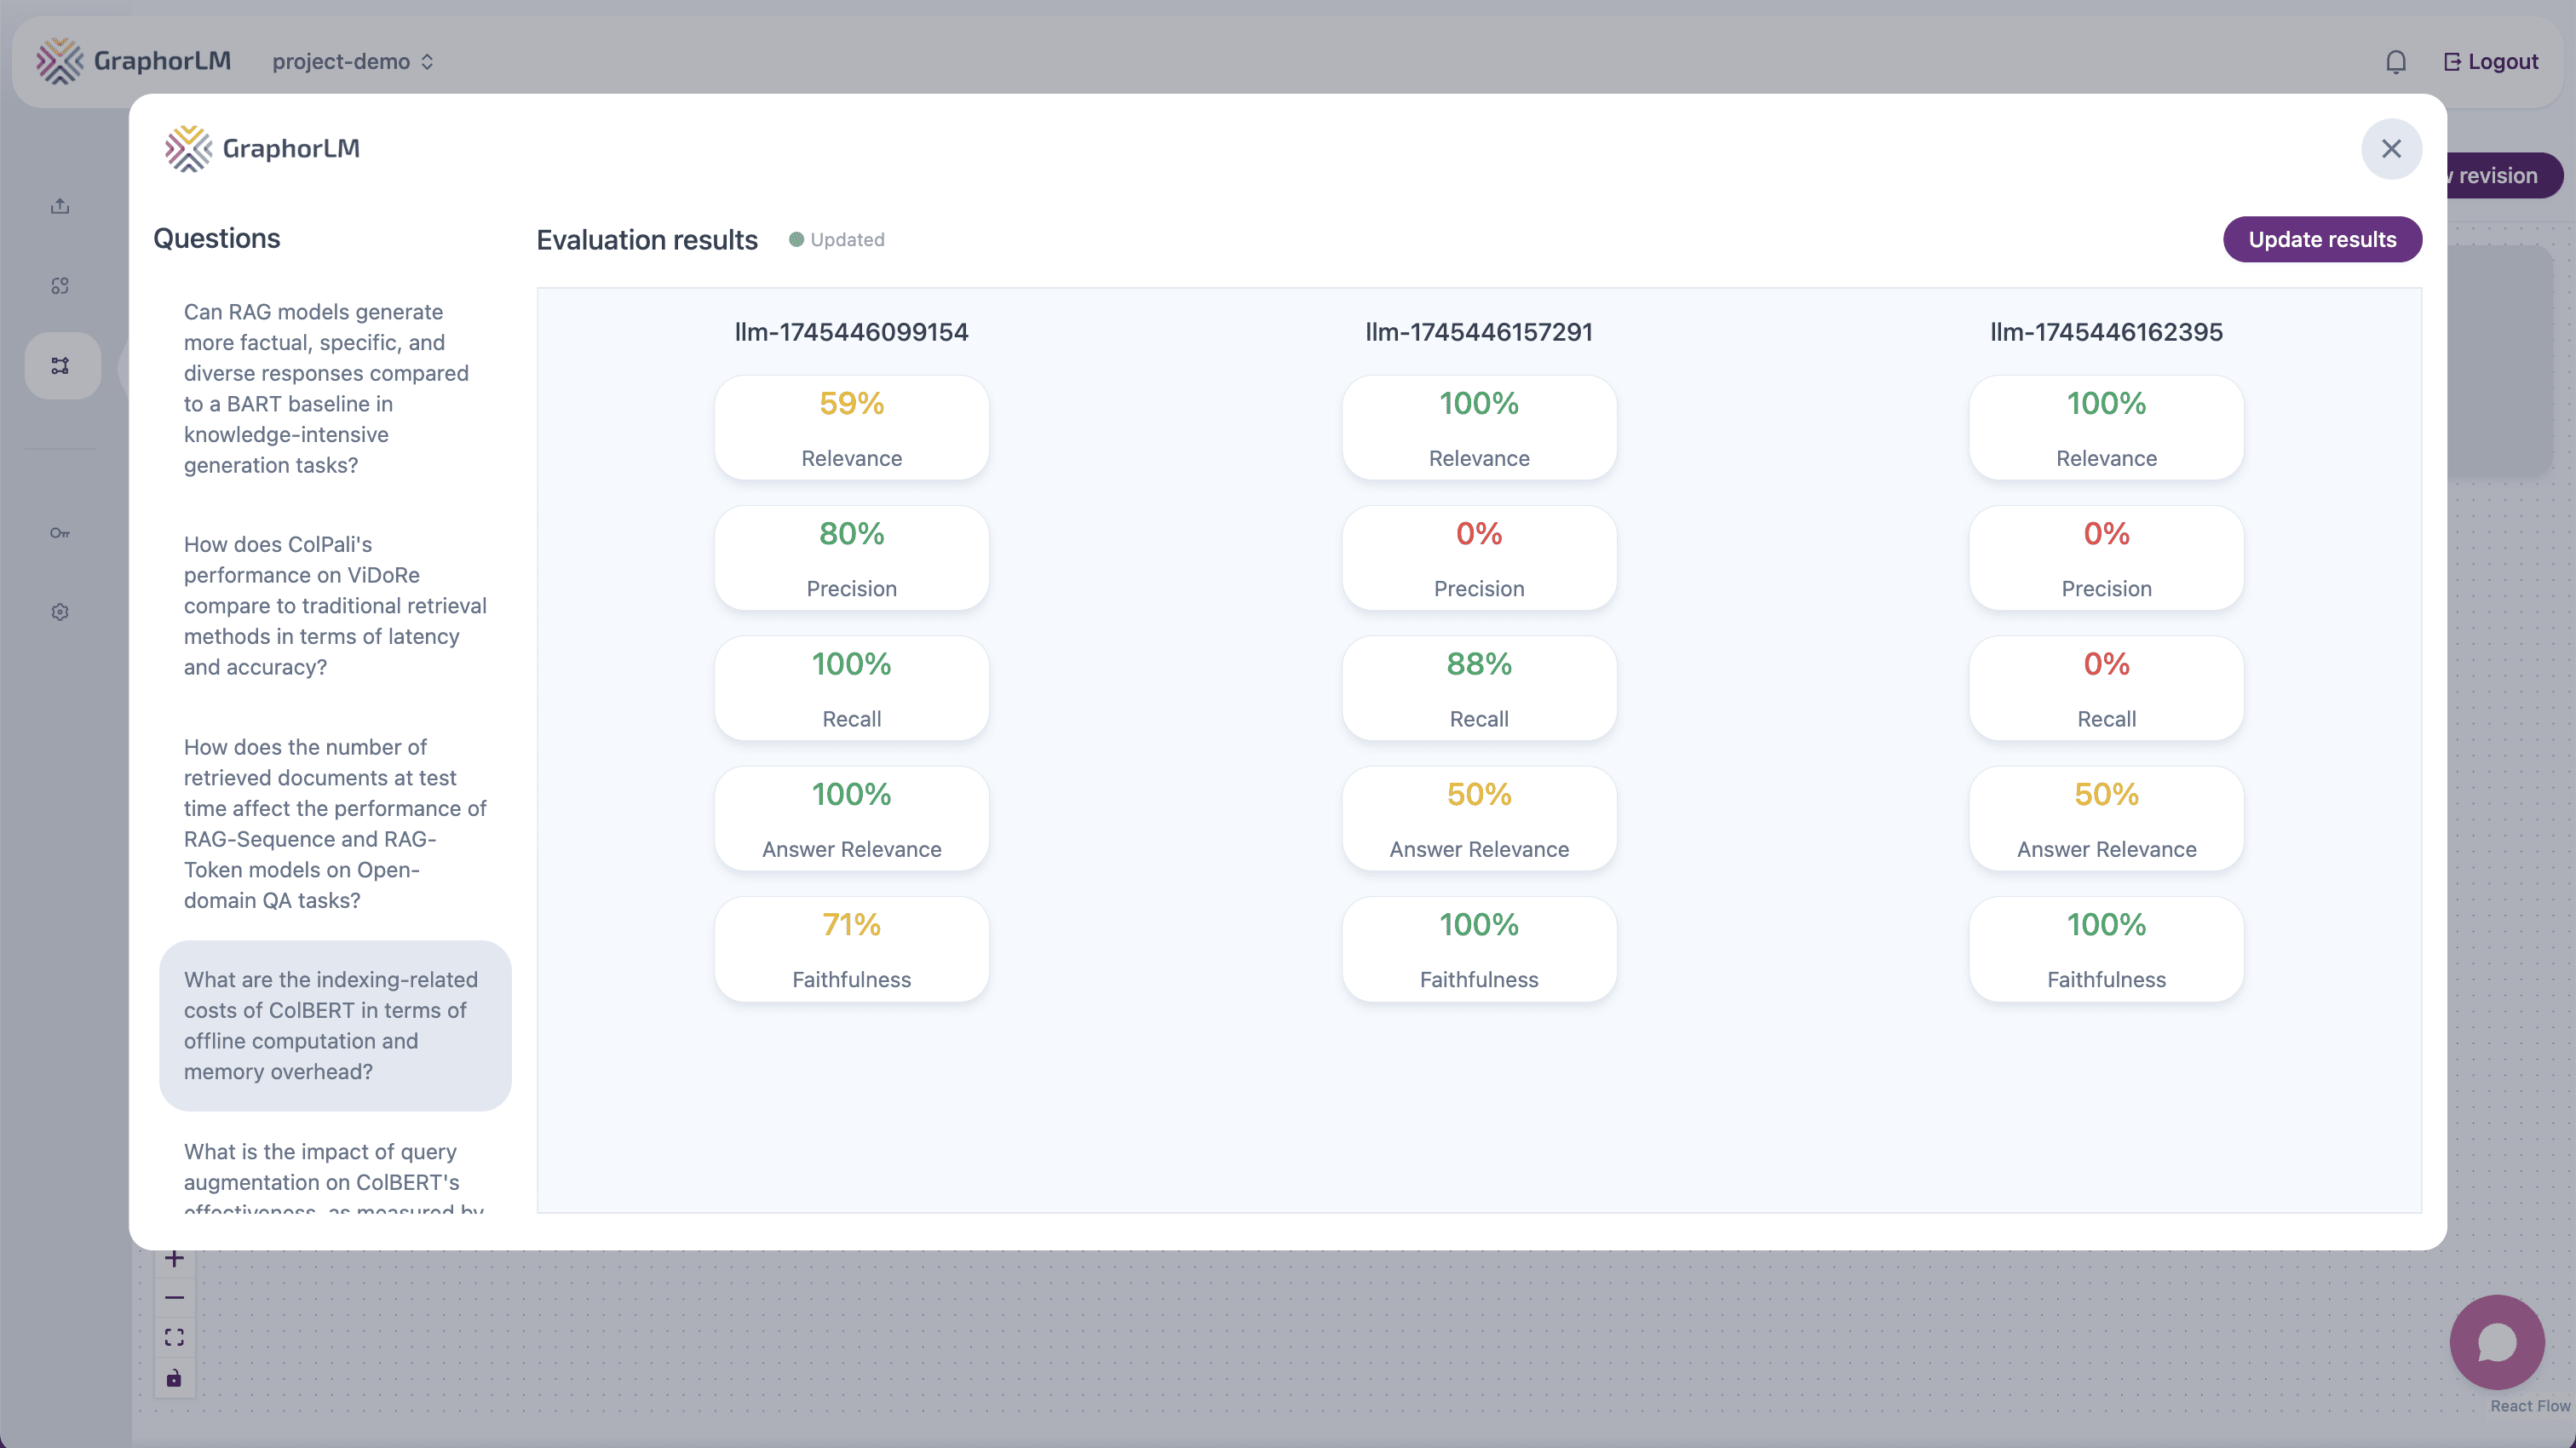 GraphorLM
project-demo
Logout
GraphorLM
revision
Questions
Evaluation results
Updated
Update results
Can RAG models generate
more factual, specific, and
diverse responses compared
to a BART baseline in
knowledge-intensive
generation tasks?
How does ColPali's
performance on ViDoRe
compare to traditional retrieval
methods in terms of latency
and accuracy?
How does the number of
retrieved documents at test
time affect the performance of
RAG-Sequence and RAG-
Token models on Open-
domain QA tasks?
What are the indexing-related
costs of ColBERT in terms of
offline computation and
memory overhead?
What is the impact of query
augmentation on ColBERT's
effectiveness, as measured by
llm-1745446099154
59%
Relevance
80%
Precision
100%
Recall
100%
Answer Relevance
71%
Faithfulness
llm-1745446157291
100%
Relevance
0%
Precision
88%
Recall
50%
Answer Relevance
100%
Faithfulness
llm-1745446162395
100%
Relevance
0%
Precision
0%
Recall
50%
Answer Relevance
100%
Faithfulness
React Flow